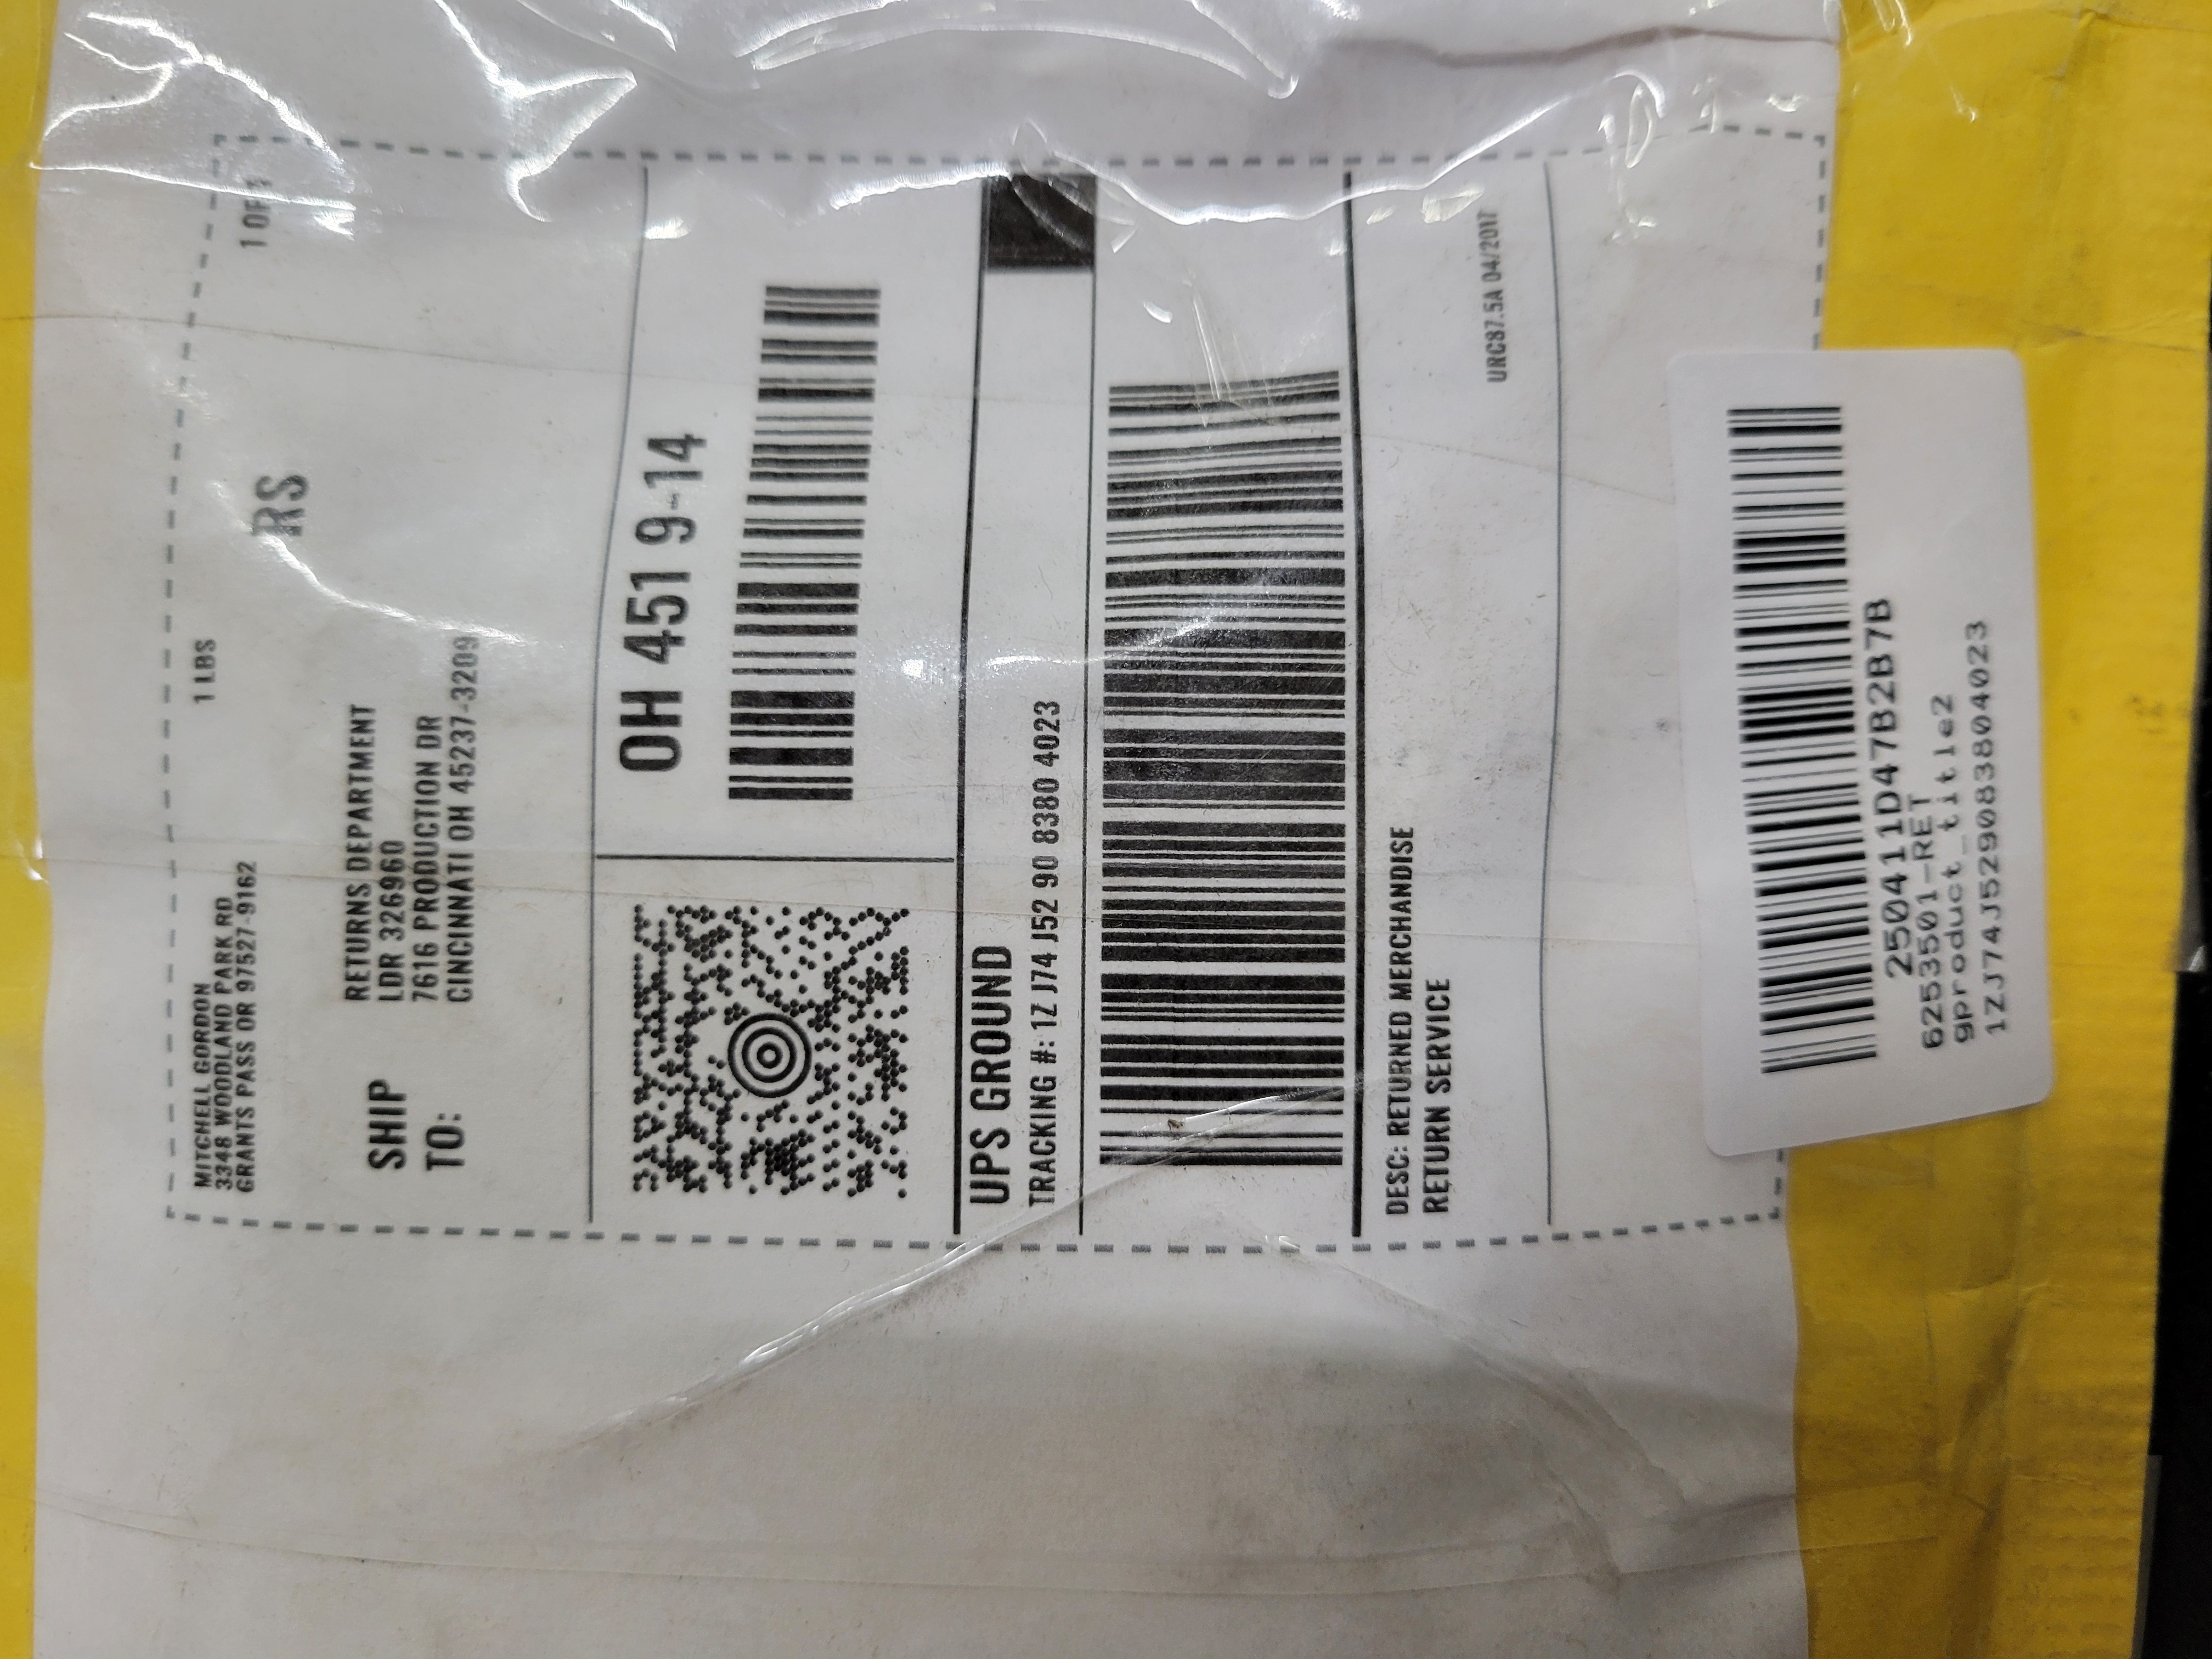 MITCHELL GORDON
3348 WOODLAND PARK RD
GRANTS PASS OR 97527-9162
1 LBS
1 OF
RS
SHIP
TO:
RETURNS DEPARTMENT
LDR 326960
7616 PRODUCTION DR
CINCINNATI OH 45237-3209
OH 451 9-14
UPS GROUND
TRACKING #: 1Z J74 J52 90 8380 4023
DESC: RETURNED MERCHANDISE
RETURN SERVICE
URC87.5A 04/2017
250411D47B2B7B
6253501-RET
gproduct_title2
1ZJ74J529083804023